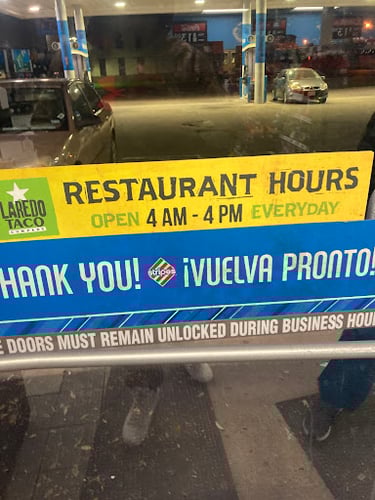 LAREDO
TACO
COMPANY
RESTAURANT HOURS
OPEN 4 AM - 4 PM EVERYDAY
HANK YOU! stripes ¡VUELVA PRONTO!
E DOORS MUST REMAIN UNLOCKED DURING BUSINESS HOU